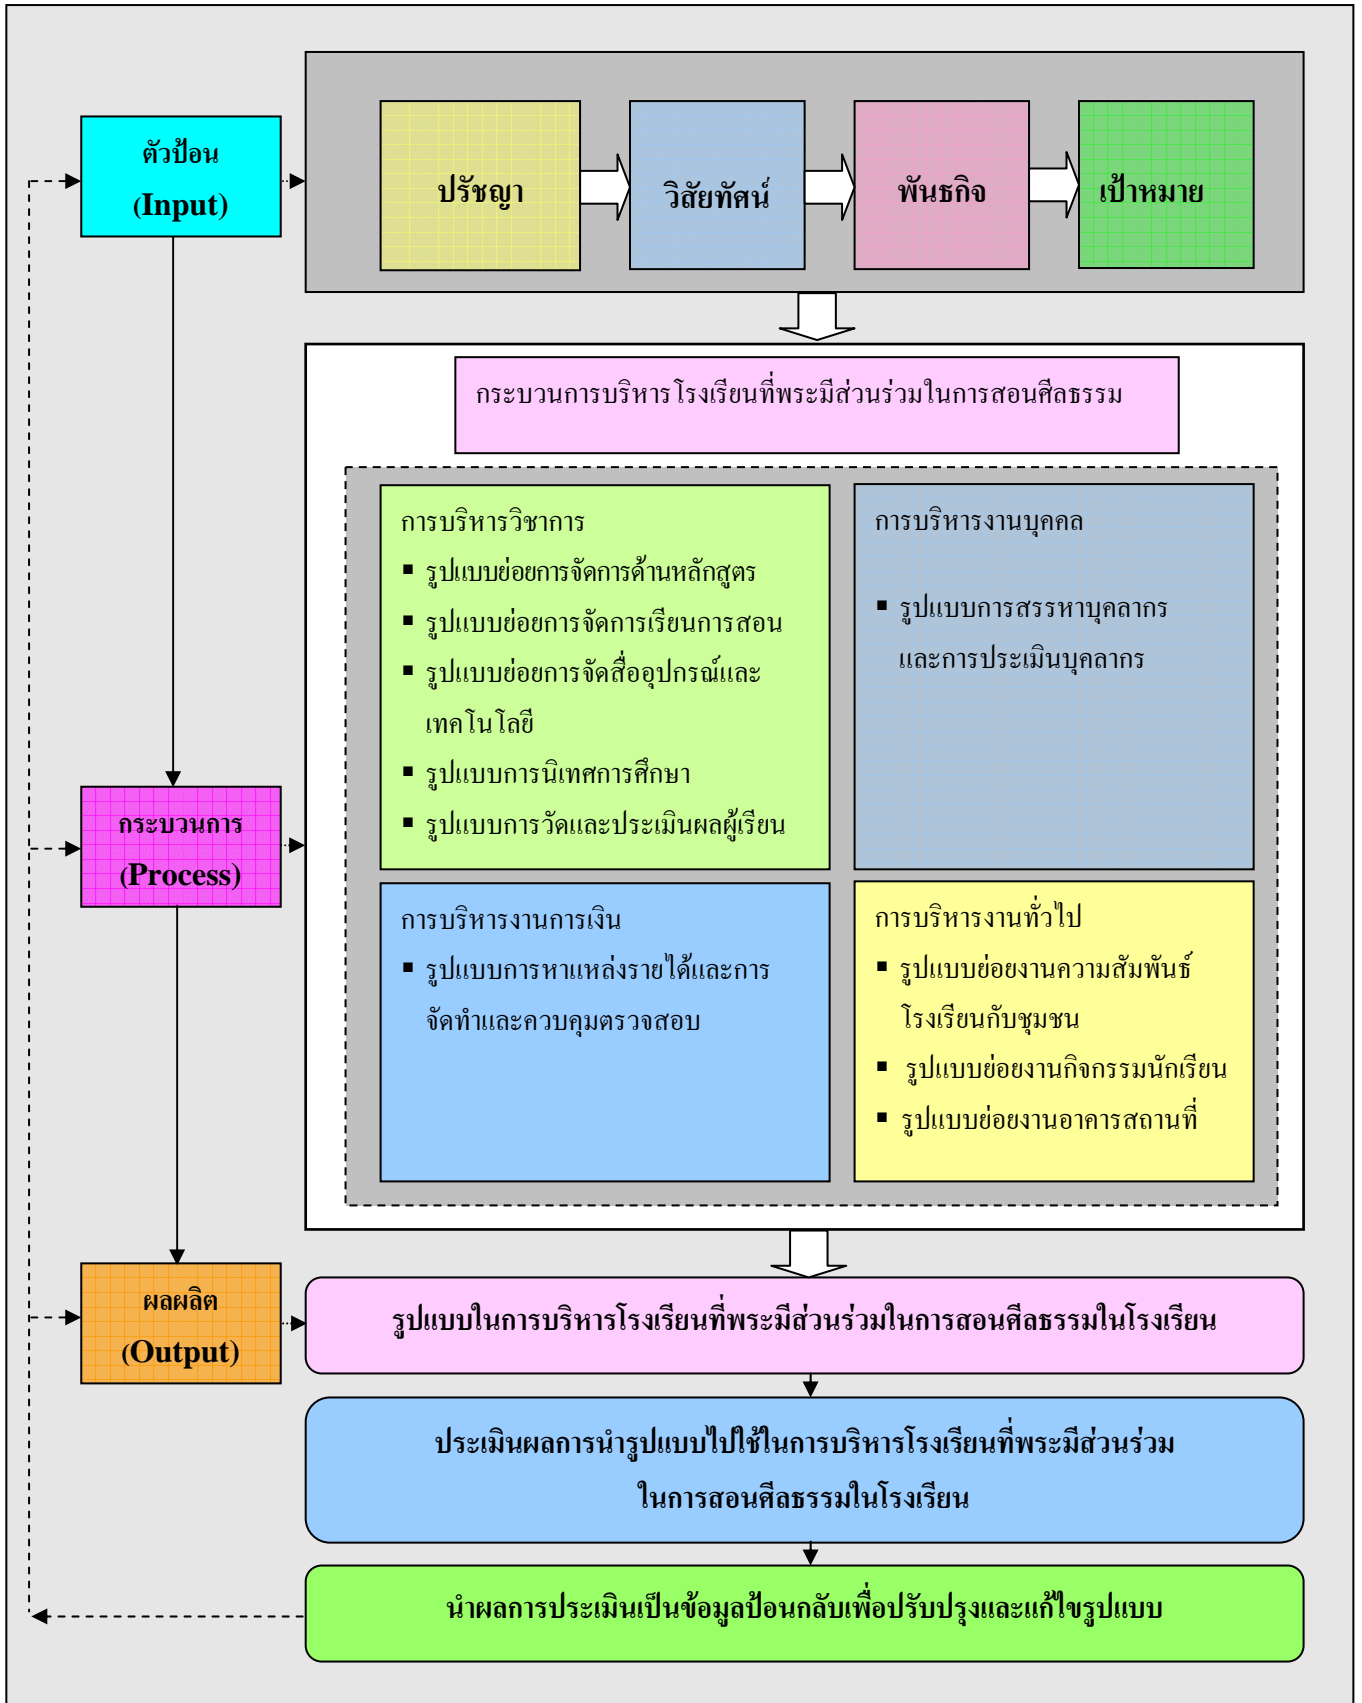 ตัวป้อน
(Input)
ปรัชญา
วิสัยทัศน์
พันธกิจ
เป้าหมาย
กระบวนการบริหารโรงเรียนที่พระมีส่วนร่วมในการสอนศีลธรรม
การบริหารวิชาการ
▪ รูปแบบย่อยการจัดการด้านหลักสูตร
▪ รูปแบบย่อยการจัดการเรียนการสอน
▪ รูปแบบย่อยการจัดสื่ออุปกรณ์และ
เทคโนโลยี
▪ รูปแบบการนิเทศการศึกษา
▪ รูปแบบการวัดและประเมินผลผู้เรียน
การบริหารงานบุคคล
▪ รูปแบบการสรรหาบุคลากร
และการประเมินบุคลากร
กระบวนการ
(Process)
การบริหารงานการเงิน
▪ รูปแบบการหาแหล่งรายได้และการ
จัดทำและควบคุมตรวจสอบ
การบริหารงานทั่วไป
▪ รูปแบบย่อยงานความสัมพันธ์
โรงเรียนกับชุมชน
▪ รูปแบบย่อยงานกิจกรรมนักเรียน
▪ รูปแบบย่อยงานอาคารสถานที่
ผลผลิต
(Output)
รูปแบบในการบริหารโรงเรียนที่พระมีส่วนร่วมในการสอนศีลธรรมในโรงเรียน
ประเมินผลการนำรูปแบบไปใช้ในการบริหารโรงเรียนที่พระมีส่วนร่วม
ในการสอนศีลธรรมในโรงเรียน
นำผลการประเมินเป็นข้อมูลป้อนกลับเพื่อปรับปรุงและแก้ไขรูปแบบ